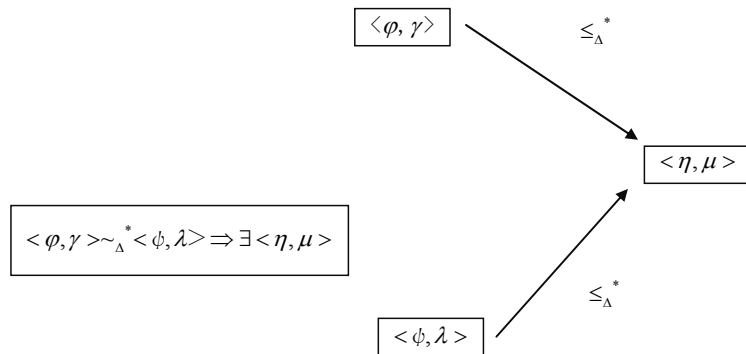 ⟨φ, γ⟩
≤_Δ^*
<η, μ>
<φ, γ>~_Δ^*<ψ, λ>⇒∃<η, μ>
≤_Δ^*
<ψ, λ>